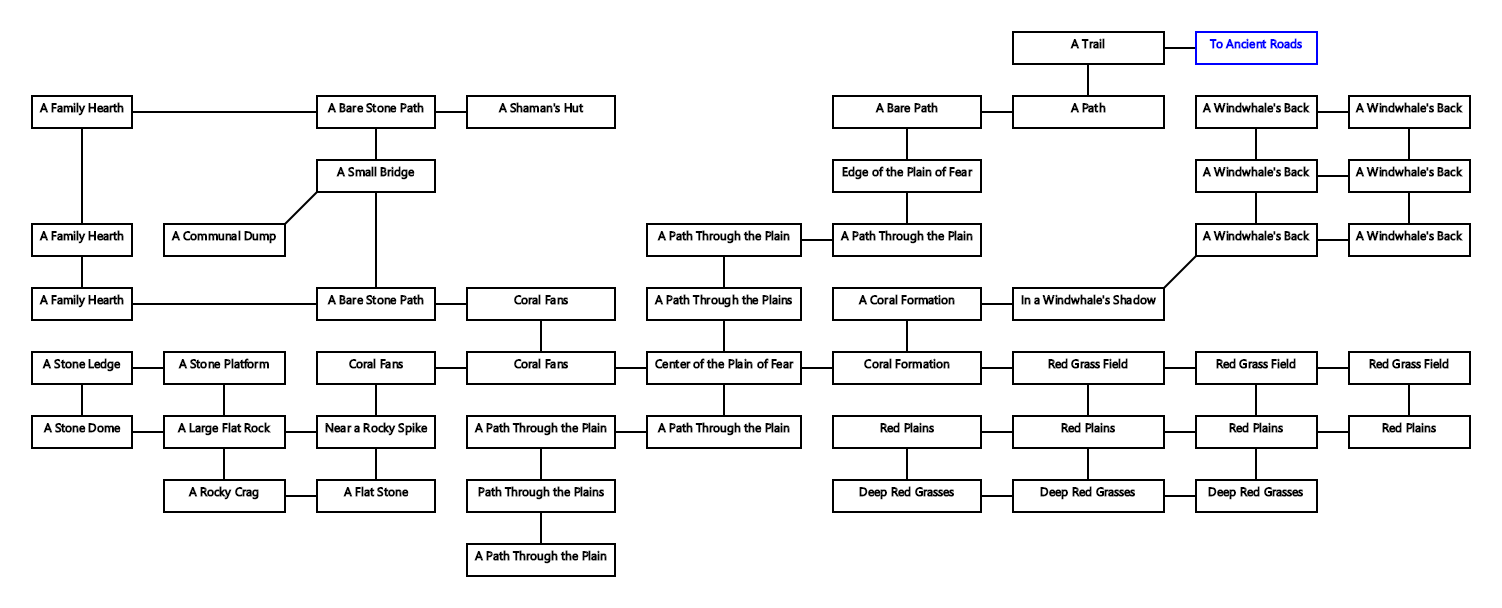 A Trail
To Ancient Roads
A Family Hearth
A Bare Stone Path
A Shaman's Hut
A Bare Path
A Path
A Windwhale's Back
A Windwhale's Back
A Small Bridge
Edge of the Plain of Fear
A Windwhale's Back
A Windwhale's Back
A Family Hearth
A Communal Dump
A Path Through the Plain
A Path Through the Plain
A Windwhale's Back
A Windwhale's Back
A Family Hearth
A Bare Stone Path
Coral Fans
A Path Through the Plains
A Coral Formation
In a Windwhale's Shadow
A Stone Ledge
A Stone Platform
Coral Fans
Coral Fans
Center of the Plain of Fear
Coral Formation
Red Grass Field
Red Grass Field
Red Grass Field
A Stone Dome
A Large Flat Rock
Near a Rocky Spike
A Path Through the Plain
A Path Through the Plain
Red Plains
Red Plains
Red Plains
Red Plains
A Rocky Crag
A Flat Stone
Path Through the Plains
Deep Red Grasses
Deep Red Grasses
Deep Red Grasses
A Path Through the Plain